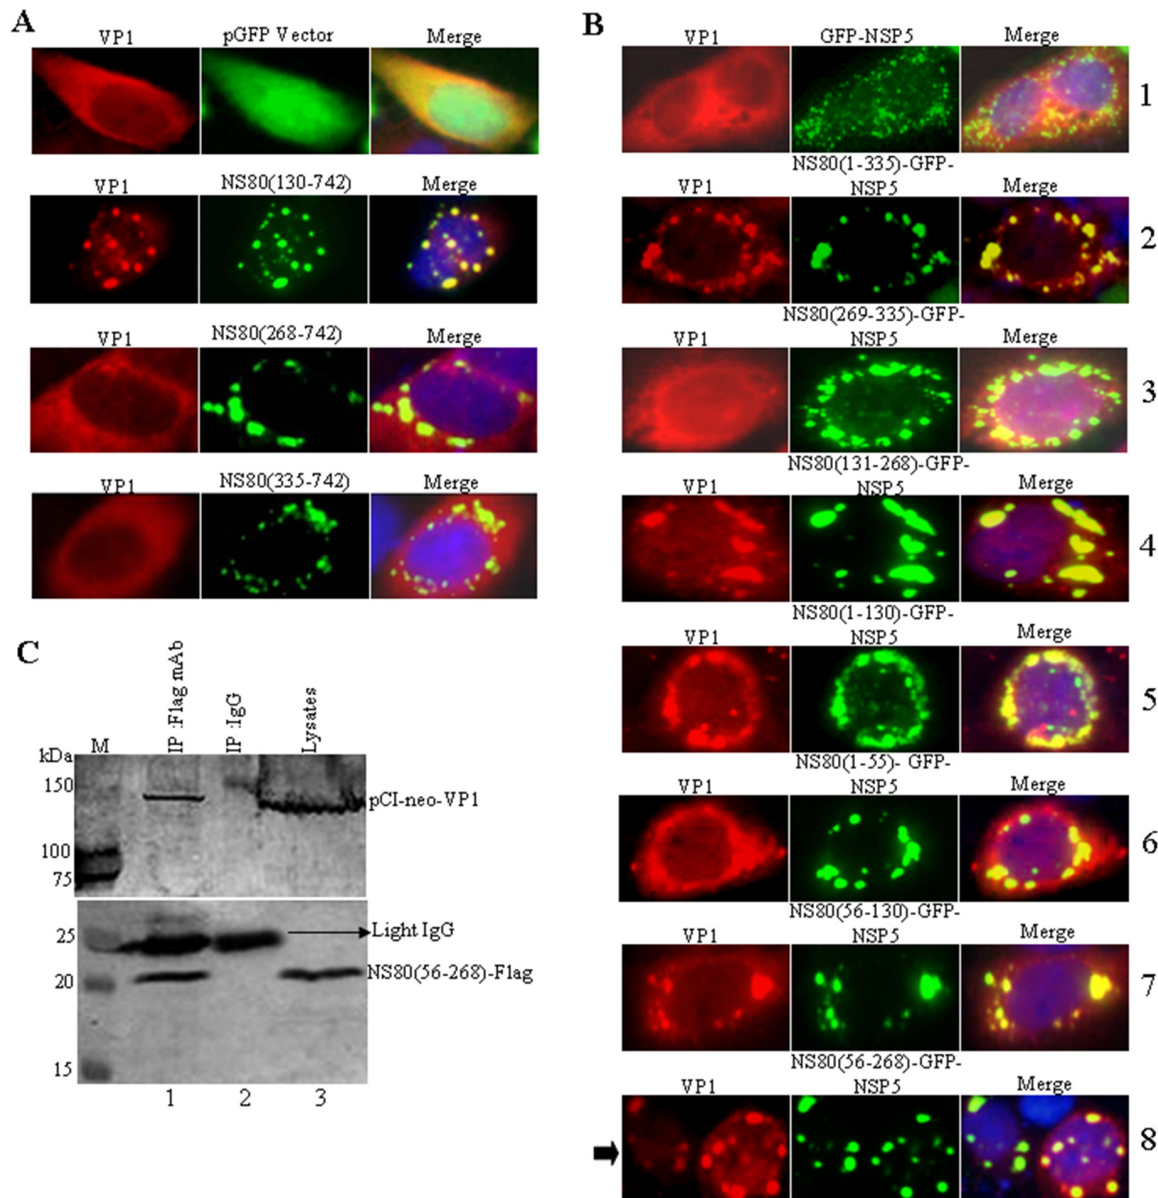 A
VP1 pGFP Vector Merge
VP1 NS80(130-742) Merge
VP1 NS80(268-742) Merge
VP1 NS80(335-742) Merge
B
VP1 GFP-NSP5 Merge
1
NS80(1-335)-GFP-
VP1 NSP5 Merge
2
NS80(269-335)-GFP-
VP1 NSP5 Merge
3
NS80(131-268)-GFP-
VP1 NSP5 Merge
4
NS80(1-130)-GFP-
VP1 NSP5 Merge
5
NS80(1-55)- GFP-
VP1 NSP5 Merge
6
NS80(56-130)-GFP-
VP1 NSP5 Merge
7
NS80(56-268)-GFP-
VP1 NSP5 Merge
8
C
kDa M IP :Flag mAb IP :IgG Lysates
150
pCI-neo-VP1
100
75
25 Light IgG
20 NS80(56-268)-Flag
15
1 2 3